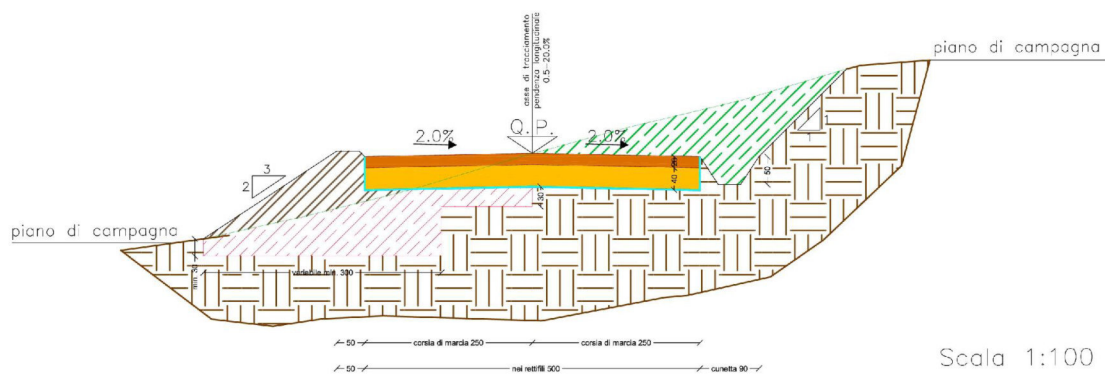 asse di tracciamento
pendenza longitudinale
0.5-20.0%
piano di campagna
2.0%
Q.P.
2.0%
1
1
50
3
2
40
30
piano di campagna
min. 30
variabile min. 300
50
corsia di marcia 250
corsia di marcia 250
50
nei rettifili 500
cunetta 90
Scala 1:100